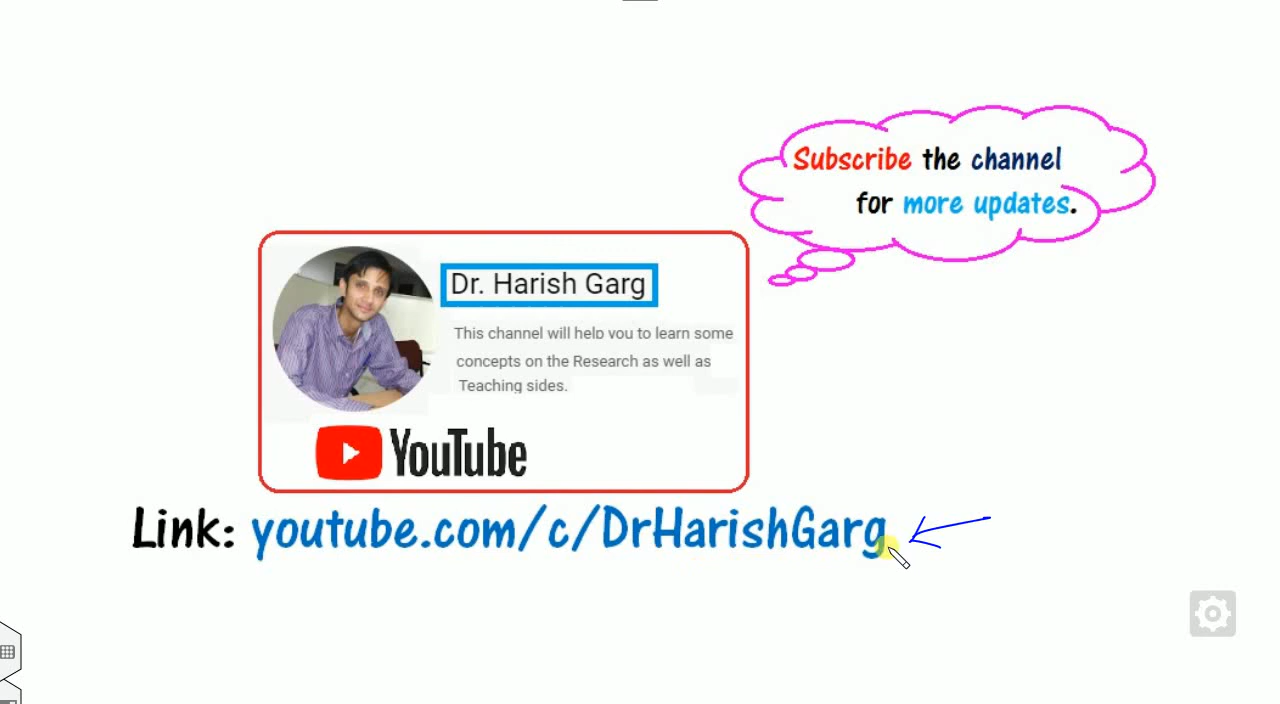 Subscribe the channel
for more updates.
Dr. Harish Garg
This channel will help you to learn some
concepts on the Research as well as
Teaching sides.
YouTube
Link: youtube.com/c/DrHarishGarg